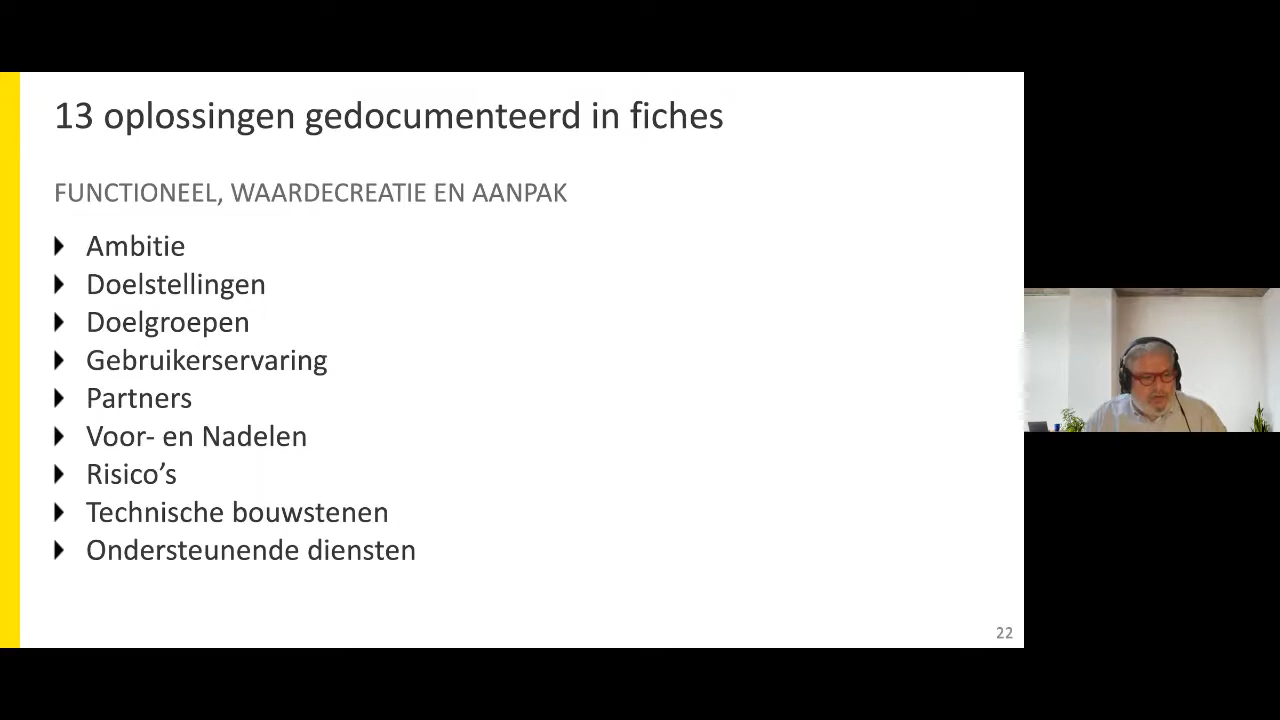 13 oplossingen gedocumenteerd in fiches
FUNCTIONEEL, WAARDECREATIE EN AANPAK
Ambitie
Doelstellingen
Doelgroepen
Gebruikerservaring
Partners
Voor- en Nadelen
Risico’s
Technische bouwstenen
Ondersteunende diensten
22